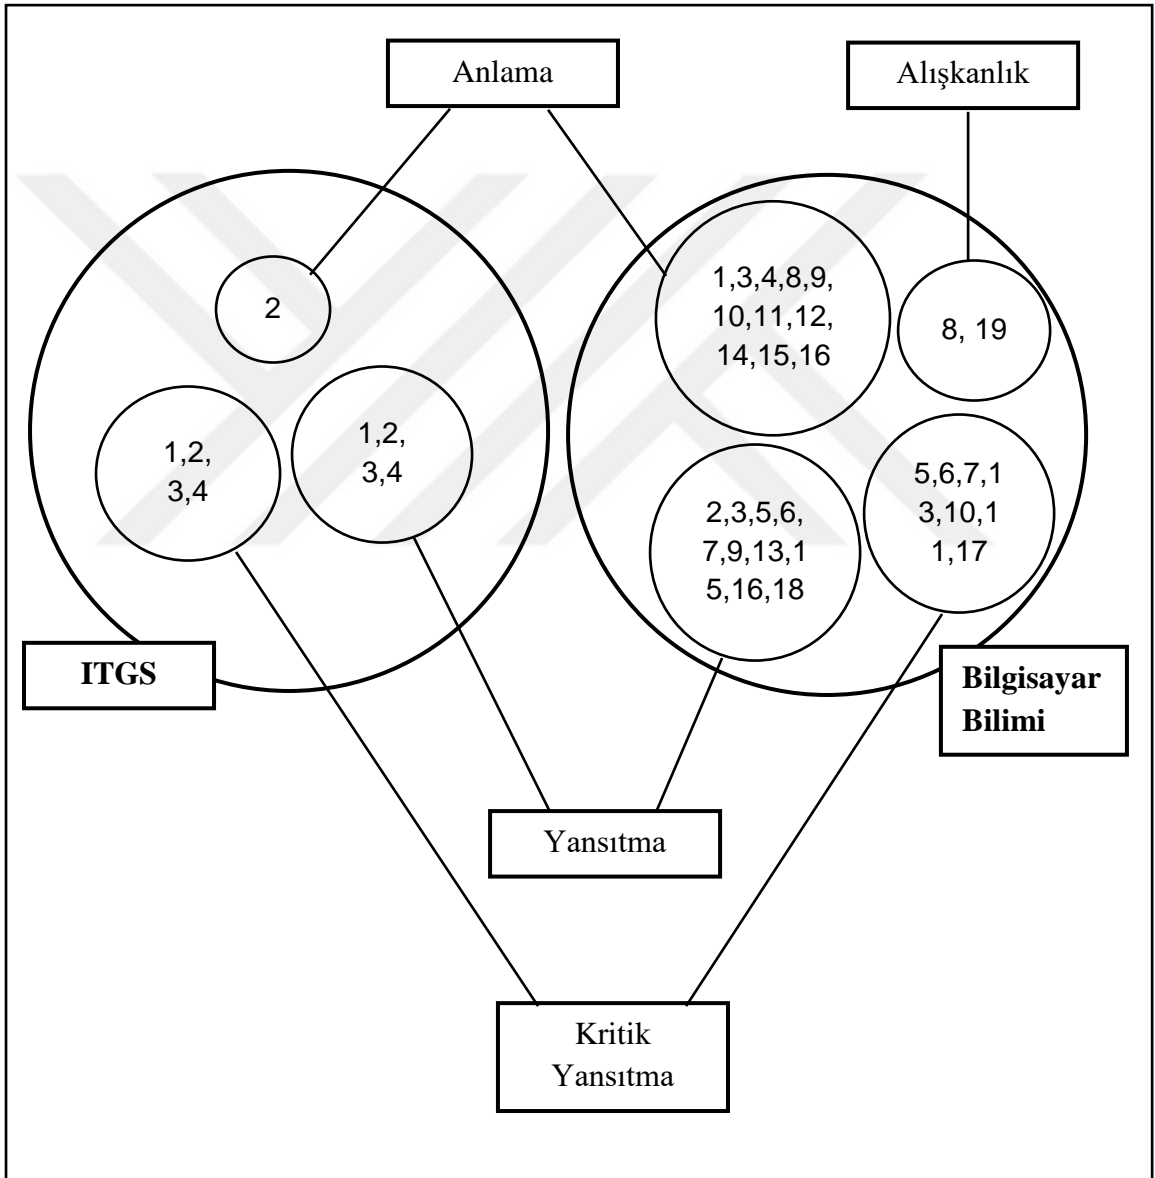 Anlama
Alışkanlık
2
1,2,
3,4
1,2,
3,4
1,3,4,8,9,
10,11,12,
14,15,16
8, 19
2,3,5,6,
7,9,13,1
5,16,18
5,6,7,1
3,10,1
1,17
ITGS
Bilgisayar
Bilimi
Yansıtma
Kritik
Yansıtma